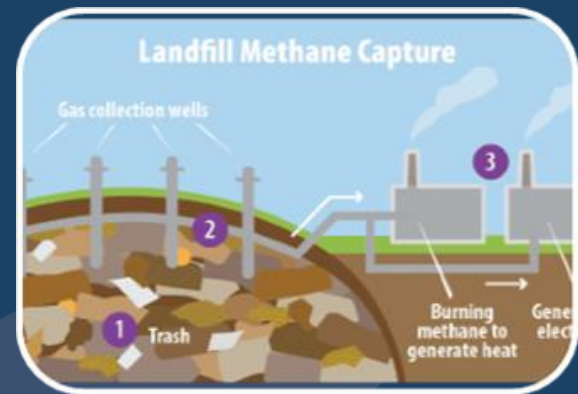 Landfill Methane Capture
Gas collection wells
3
2
1 Trash
Burning
methane to
generate heat